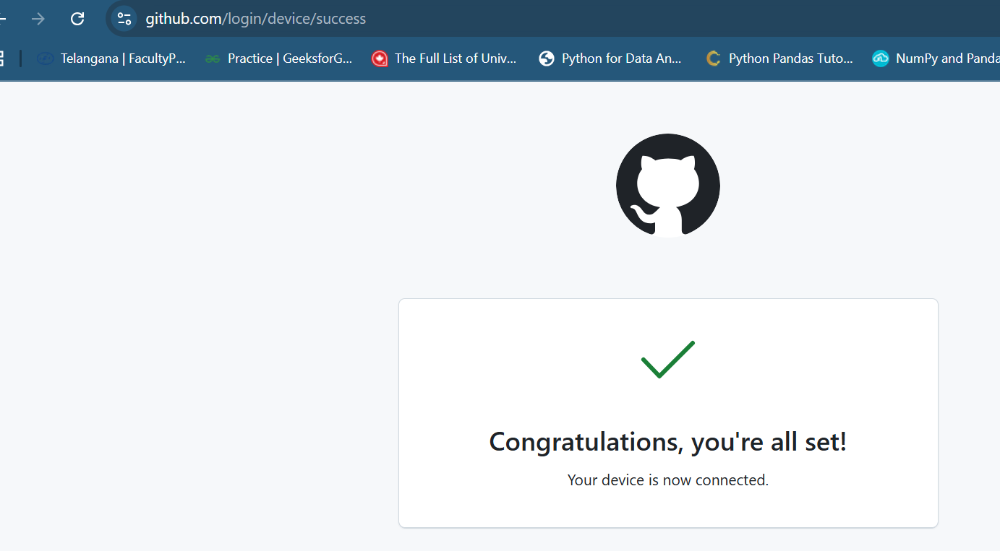 github.com/login/device/success
Telangana | FacultyP...
Practice | GeeksforG...
The Full List of Univ...
Python for Data An...
Python Pandas Tuto...
NumPy and Panda
Congratulations, you're all set!
Your device is now connected.